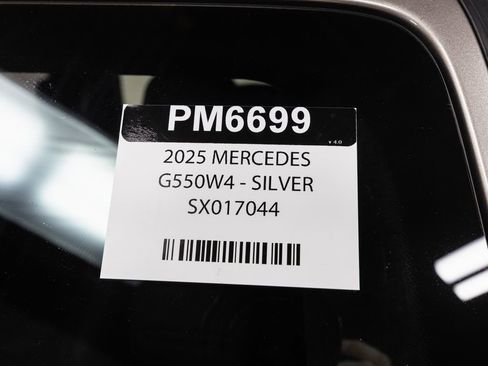 PM6699
v 4.0
2025 MERCEDES
G550W4 - SILVER
SX017044